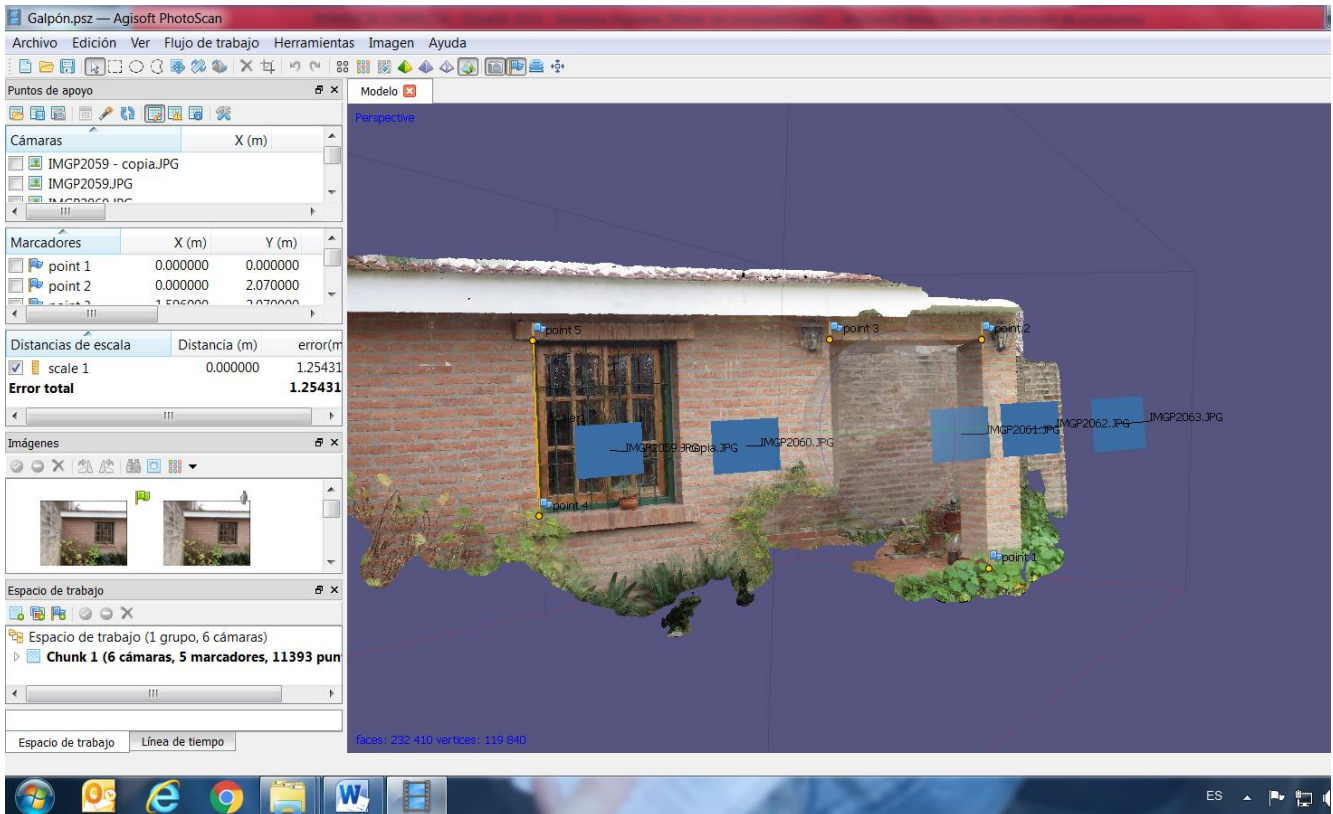 Galpón.psz — Agisoft PhotoScan
Archivo Edición Ver Flujo de trabajo Herramientas Imagen Ayuda
Puntos de apoyo
Cámaras X (m)
IMGP2059 - copia.JPG
IMGP2059.JPG
Marcadores X (m) Y (m)
point 1 0.000000 0.000000
point 2 0.000000 2.070000
Distancias de escala Distancia (m) error(m
scale 1 0.000000 1.25431
Error total 1.25431
Imágenes
Espacio de trabajo
Espacio de trabajo (1 grupo, 6 cámaras)
Chunk 1 (6 cámaras, 5 marcadores, 11393 pun
Espacio de trabajo Línea de tiempo
Modelo
Perspective
point 5
point 3
point 2
IMGP2063.JPG
IMGP2062.JPG
IMGP2061.JPG
IMGP2060.JPG
point 4
point 1
faces: 232 410 vertices: 119 840
ES